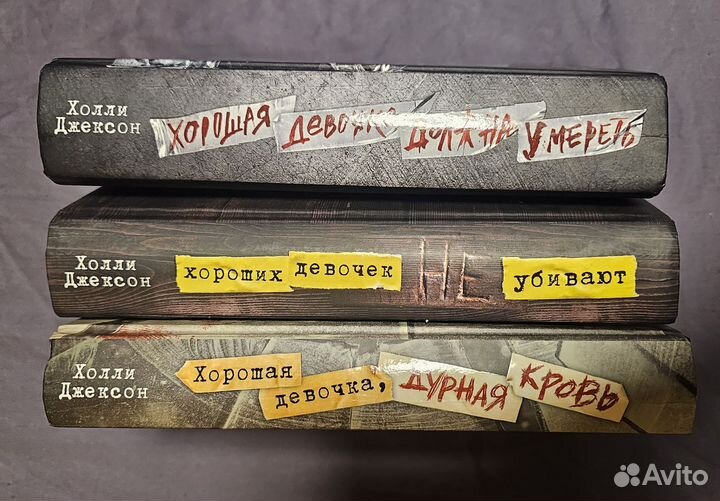 Холли
Джексон
ХОРОШАЯ ДЕВОЧКА ДОЛЖНА УМЕРЕТЬ
Холли
Джексон
хороших девочек НЕ убивают
Холли
Джексон
Хорошая
девочка, ДУРНАЯ КРОВЬ
Avito